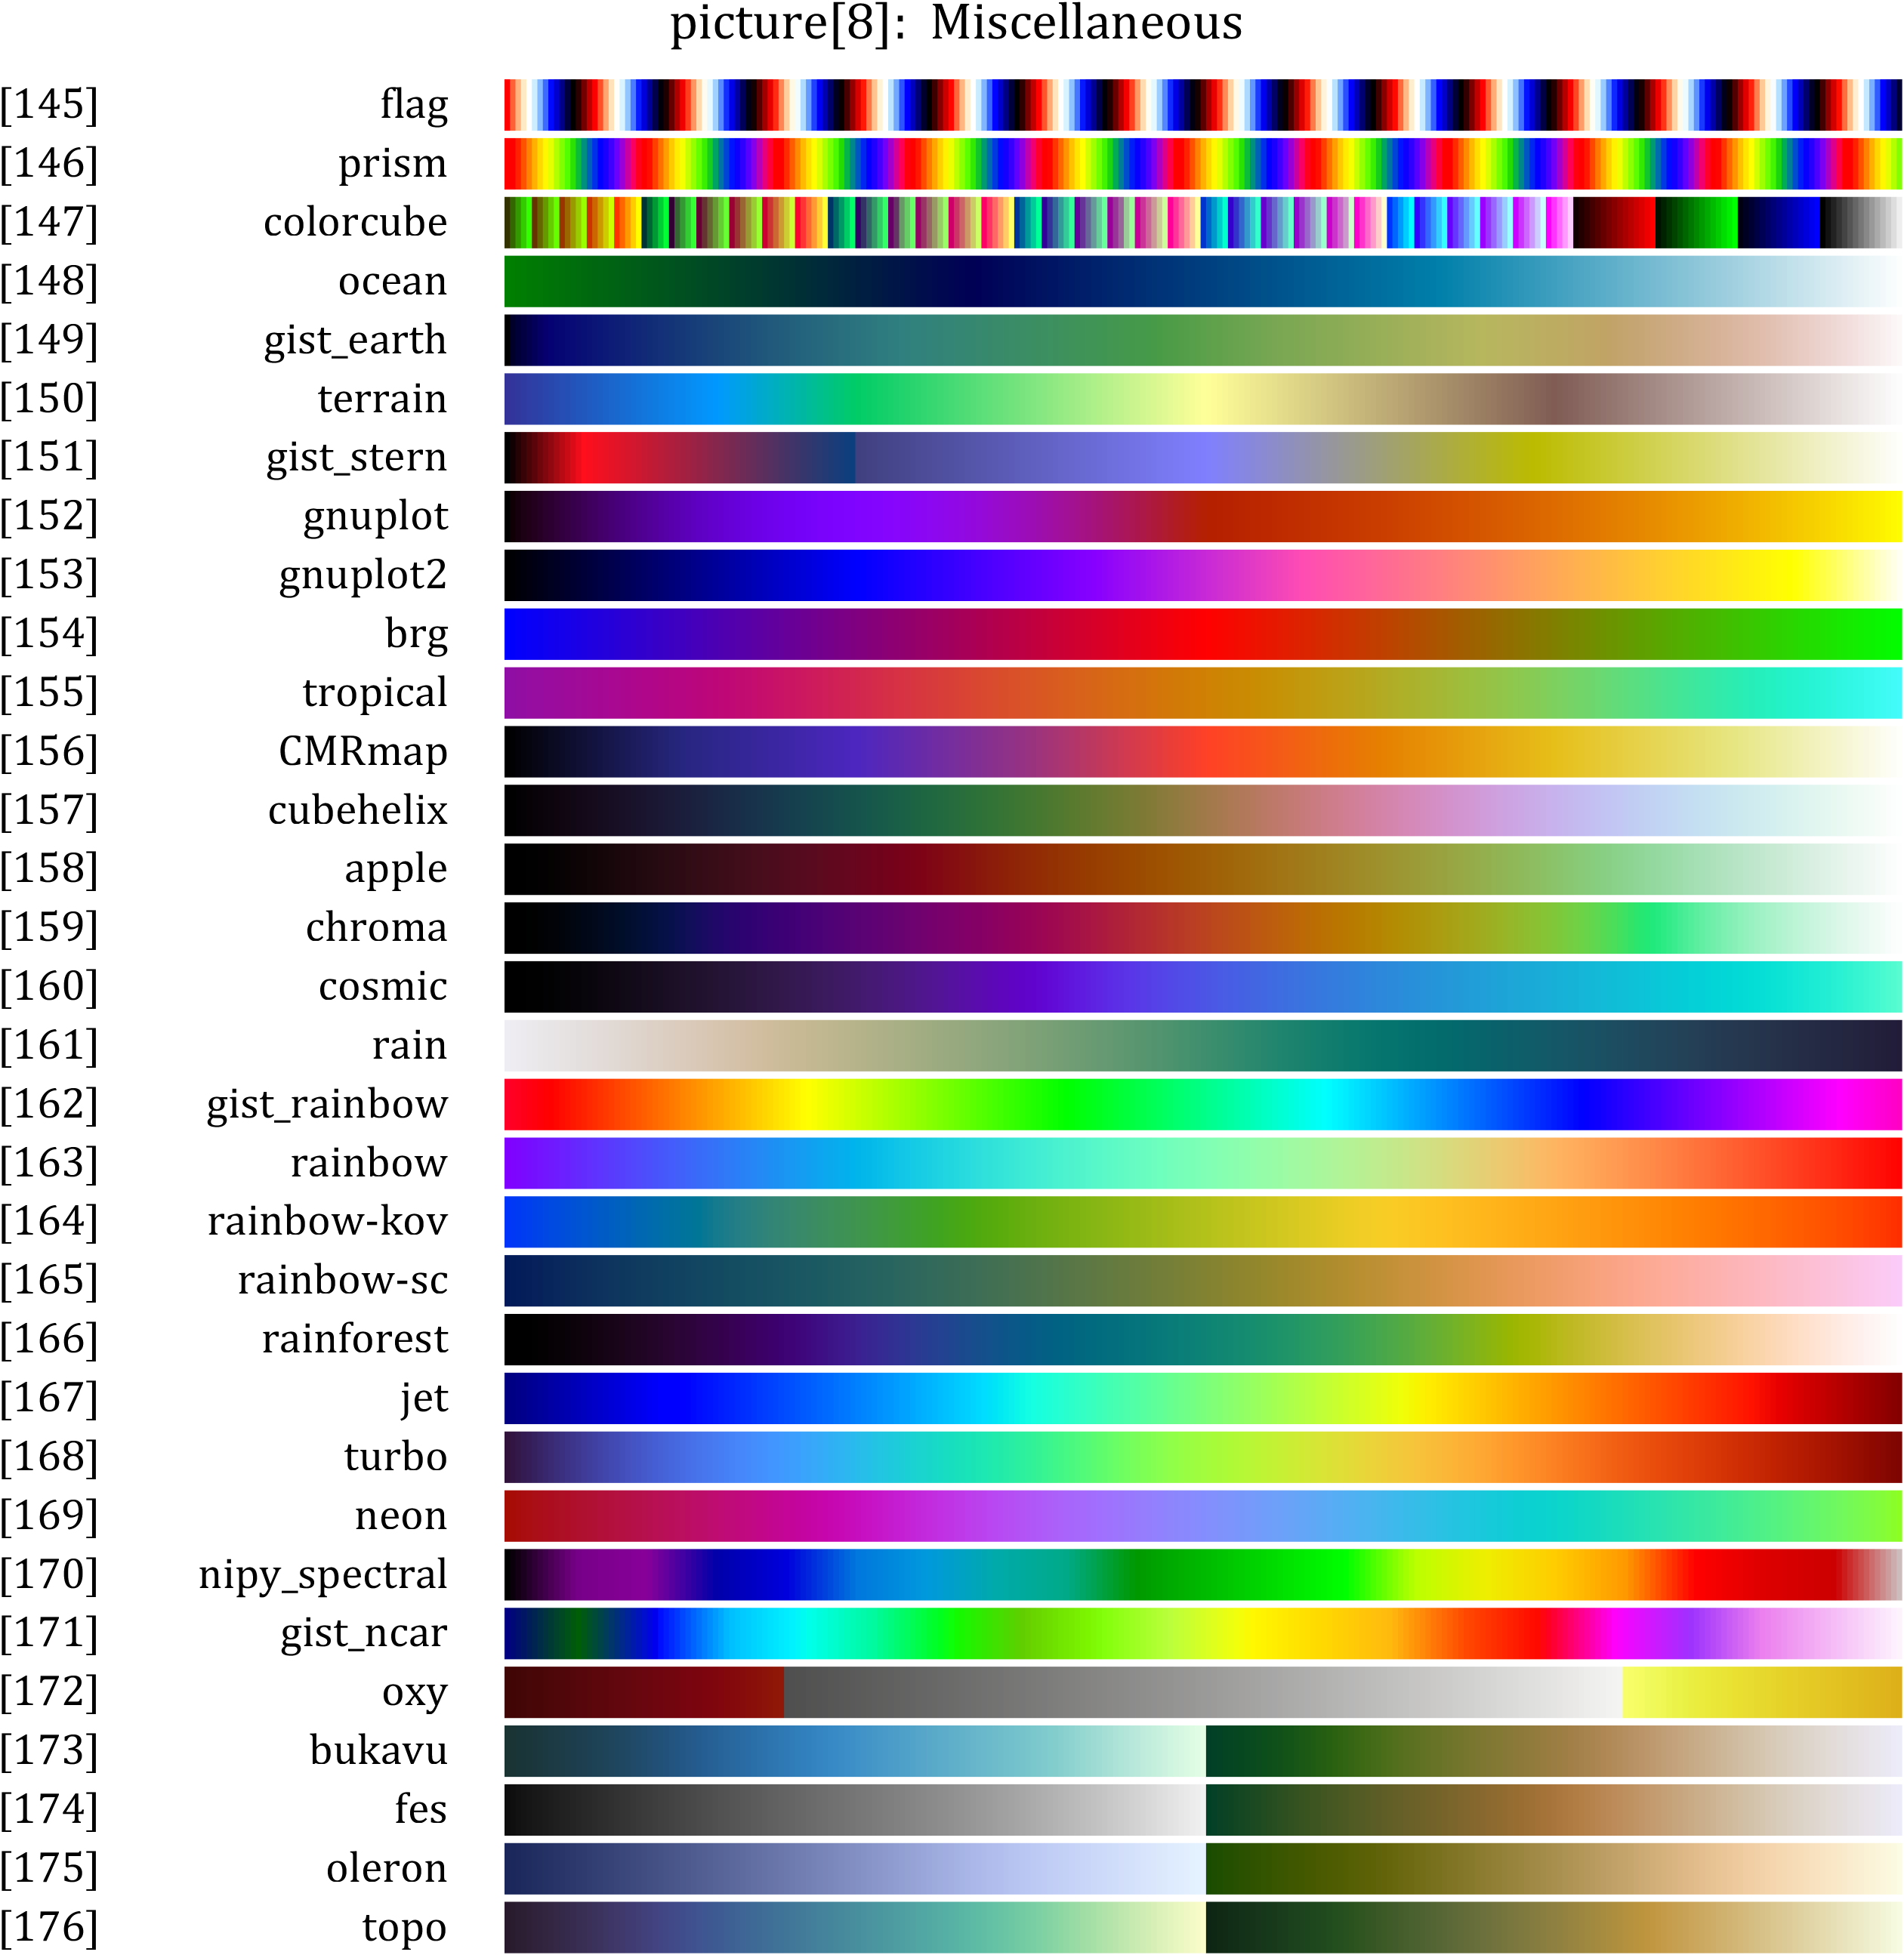 picture[8]: Miscellaneous
[145] flag
[146] prism
[147] colorcube
[148] ocean
[149] gist_earth
[150] terrain
[151] gist_stern
[152] gnuplot
[153] gnuplot2
[154] brg
[155] tropical
[156] CMRmap
[157] cubehelix
[158] apple
[159] chroma
[160] cosmic
[161] rain
[162] gist_rainbow
[163] rainbow
[164] rainbow-kov
[165] rainbow-sc
[166] rainforest
[167] jet
[168] turbo
[169] neon
[170] nipy_spectral
[171] gist_ncar
[172] oxy
[173] bukavu
[174] fes
[175] oleron
[176] topo